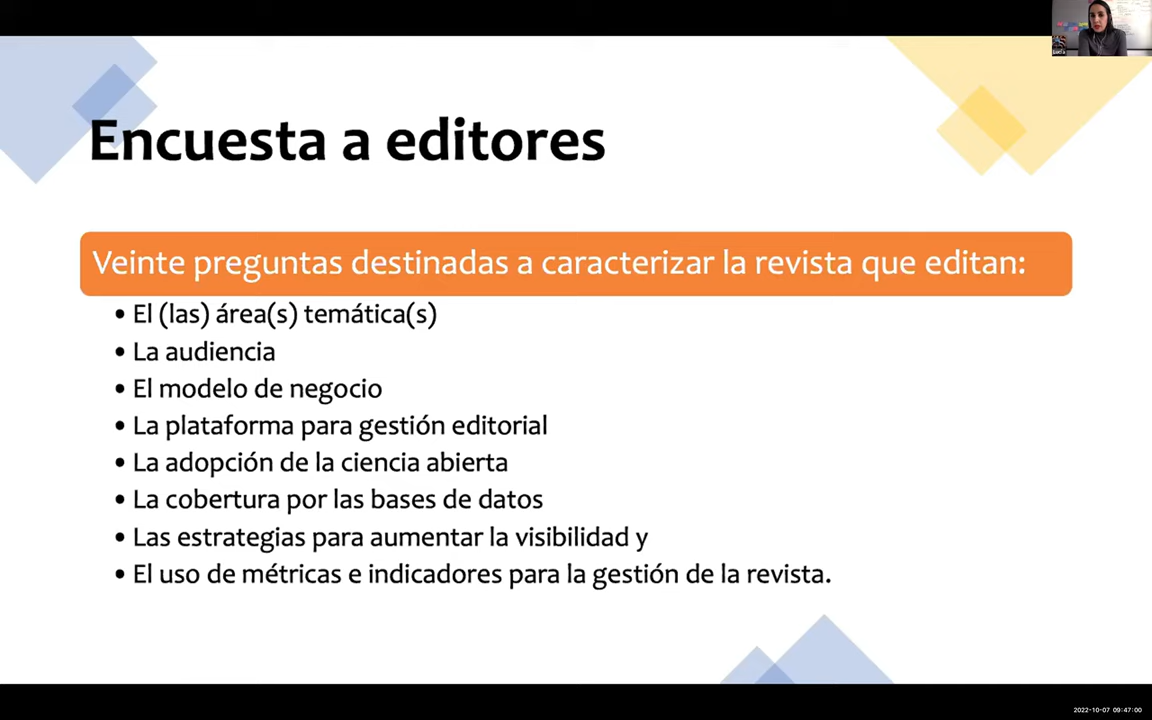 Encuesta a editores
Veinte preguntas destinadas a caracterizar la revista que editan:
• El (las) área(s) temática(s)
• La audiencia
• El modelo de negocio
• La plataforma para gestión editorial
• La adopción de la ciencia abierta
• La cobertura por las bases de datos
• Las estrategias para aumentar la visibilidad y
• El uso de métricas e indicadores para la gestión de la revista.
2022-10-07 09:47:00